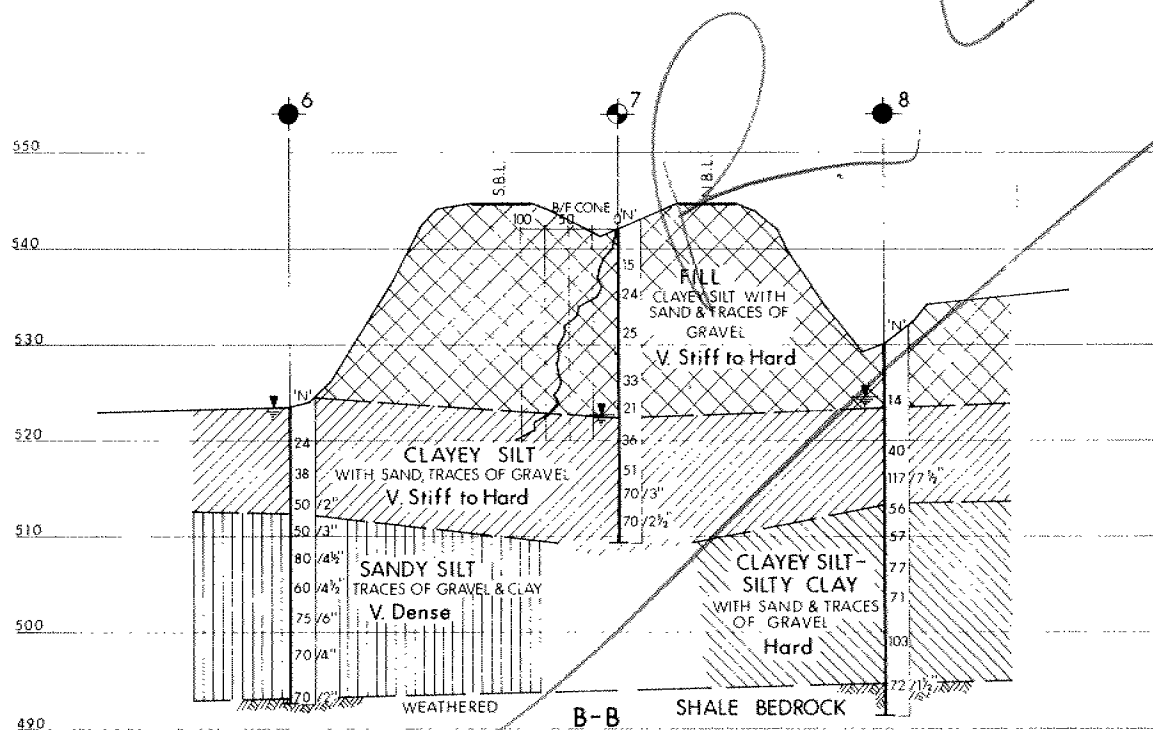 6
7
8
550
S.B.L.
N.B.L.
B/F CONE
100
50
0
'N'
540
15
FILL
24
CLAYEY SILT WITH
SAND & TRACES OF
GRAVEL
25
530
'N'
V. Stiff to Hard
33
'N'
21
14
520
24
36
40
CLAYEY SILT
WITH SAND, TRACES OF GRAVEL
38
51
117/7½"
V. Stiff to Hard
70/3"
50/2"
56
70/2½"
510
50/3"
57
80/4½"
SANDY SILT
CLAYEY SILT-
SILTY CLAY
77
60/4½"
TRACES OF GRAVEL & CLAY
WITH SAND & TRACES
OF GRAVEL
71
75/6"
V. Dense
500
Hard
103
70/4"
70/2"
72/1½"
WEATHERED
SHALE BEDROCK
B-B
490